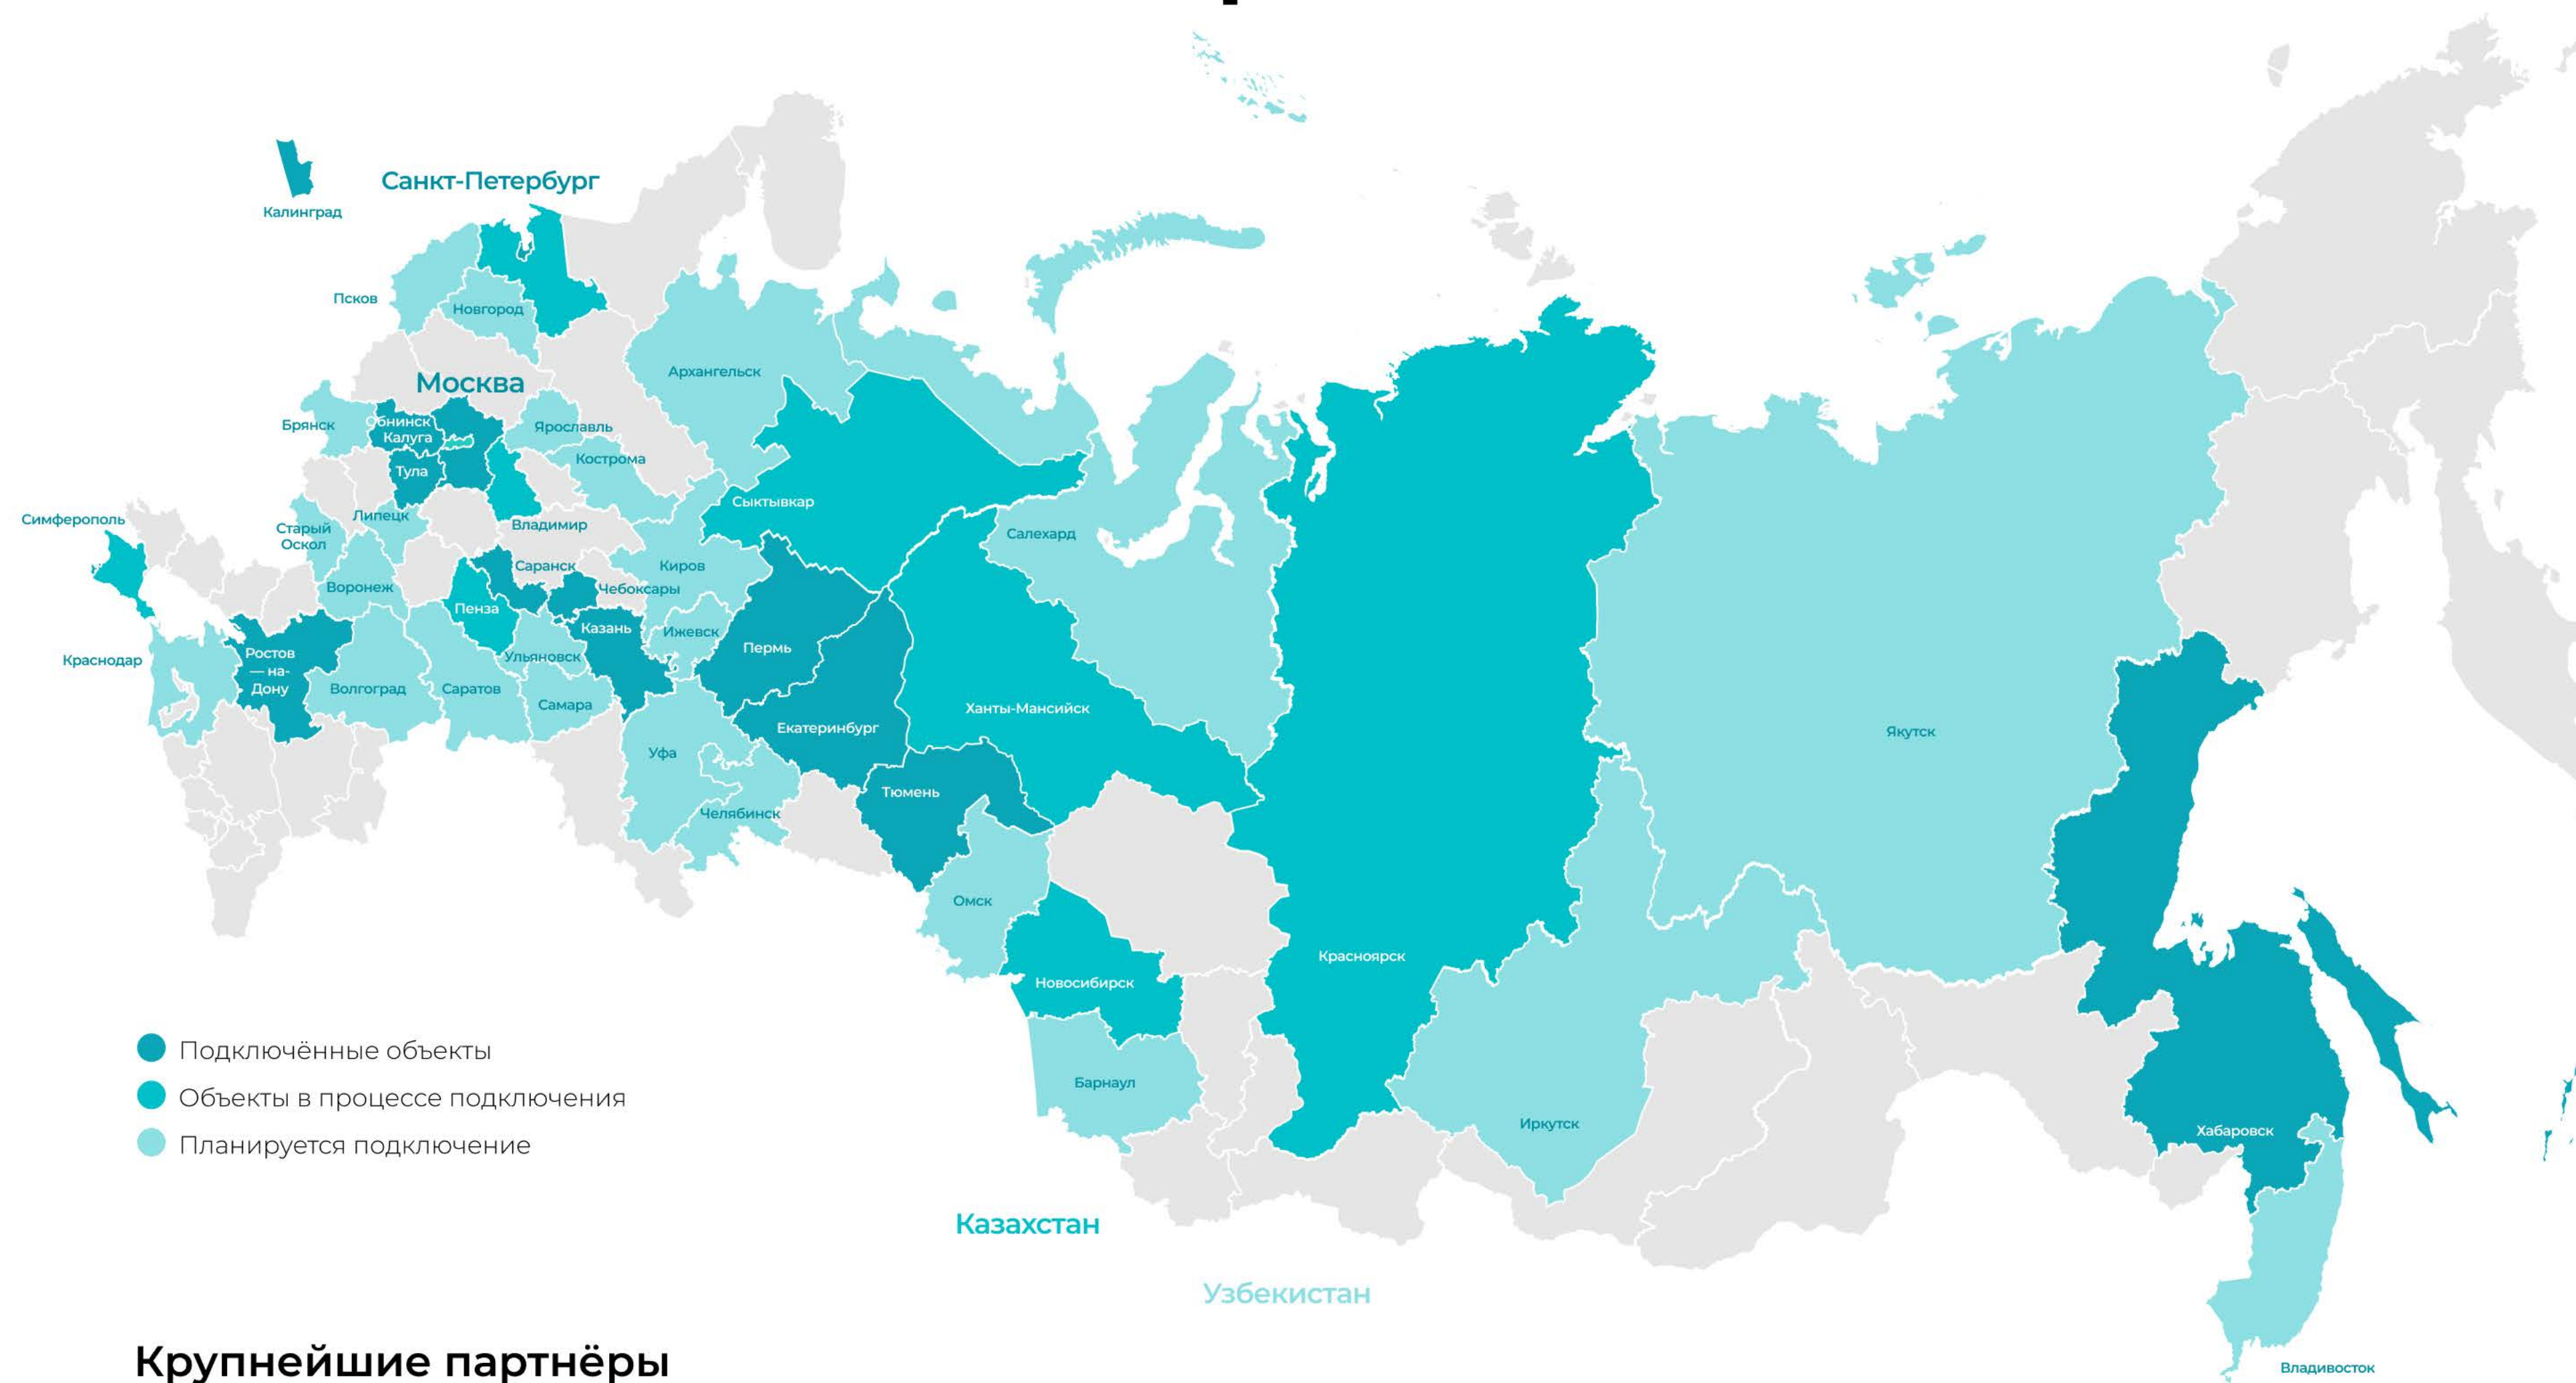 Санкт-Петербург
Калининград
Псков
Новгород
Архангельск
Москва
Брянск
Обнинск
Калуга
Ярославль
Тула
Кострома
Сыктывкар
Симферополь
Липецк
Владимир
Старый
Оскол
Салехард
Саранск
Киров
Воронеж
Чебоксары
Пенза
Казань
Ижевск
Ростов
— на-
Дону
Краснодар
Ульяновск
Пермь
Волгоград
Саратов
Самара
Ханты-Мансийск
Екатеринбург
Якутск
Уфа
Тюмень
Челябинск
Омск
Красноярск
Новосибирск
Барнаул
Иркутск
Хабаровск
Подключённые объекты
Объекты в процессе подключения
Планируется подключение
Казахстан
Узбекистан
Крупнейшие партнёры
Владивосток